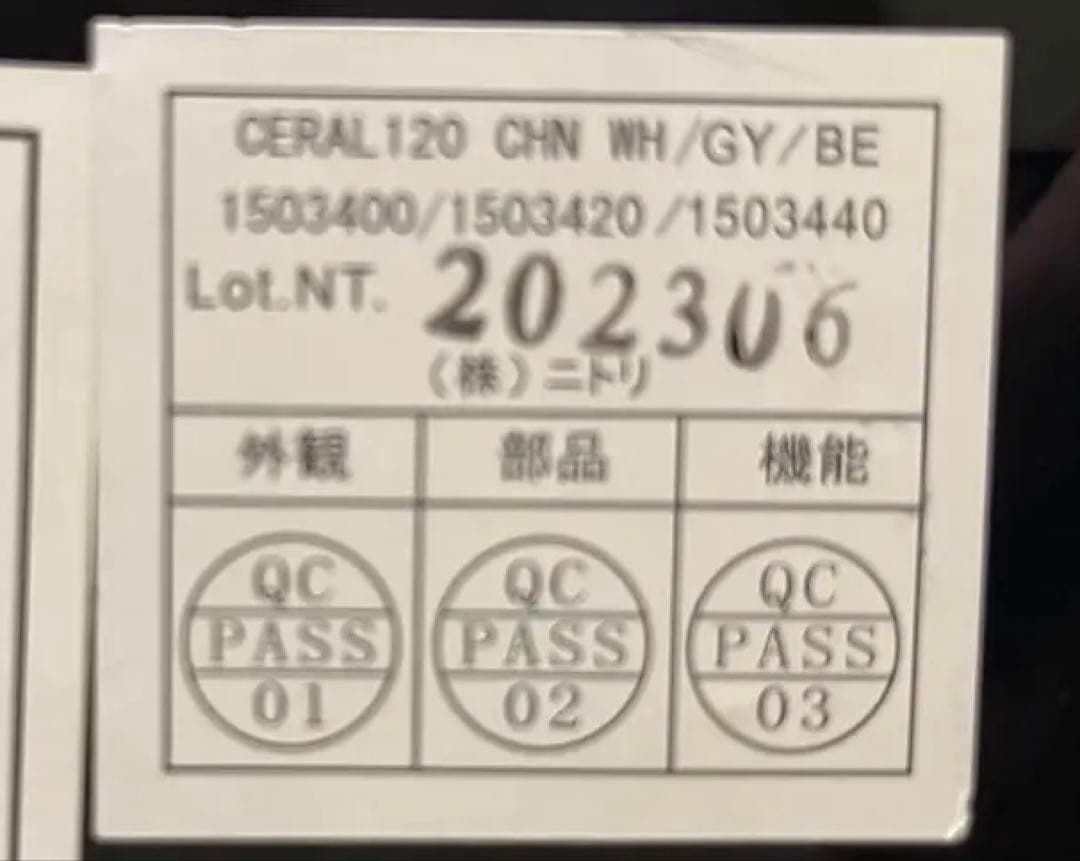 CERAL120 CHN WH/GY/BE
1503400/1503420/1503440
Lot.NT. 202306
(株)ニトリ
外観 部品 機能
QC QC QC
PASS PASS PASS
01 02 03